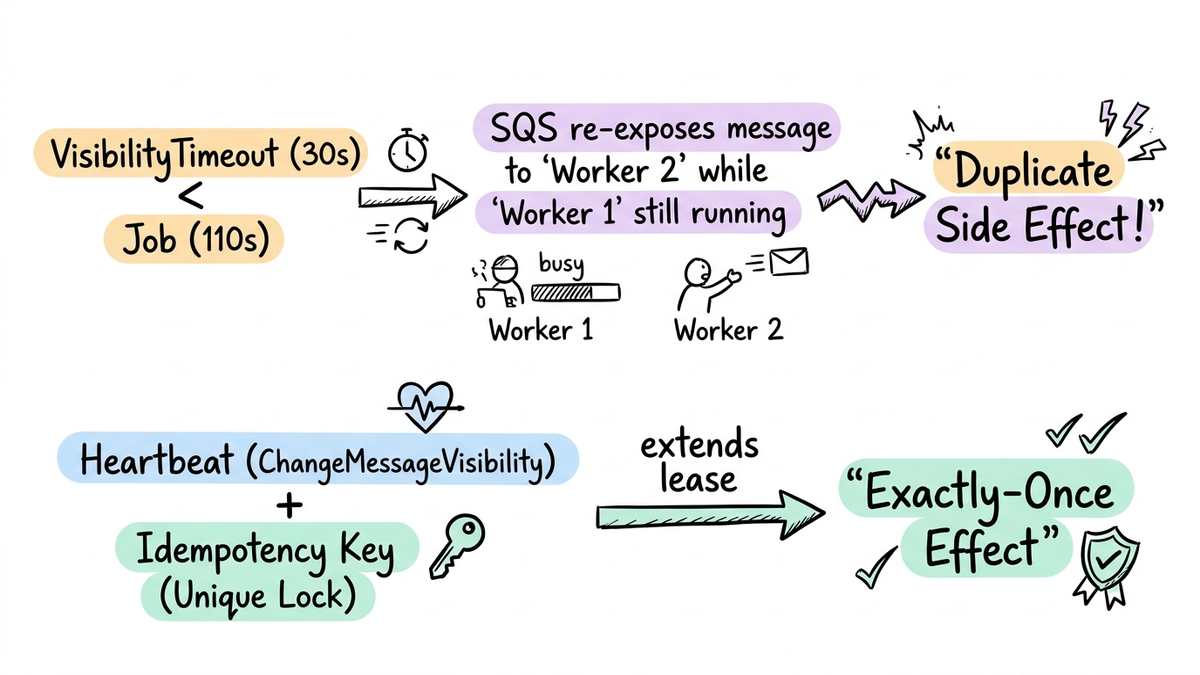 VisibilityTimeout (30s)
<
Job (110s)
SQS re-exposes message
to ‘Worker 2’ while
‘Worker 1’ still running
busy
Worker 1
Worker 2
“Duplicate
Side Effect!”
Heartbeat (ChangeMessageVisibility)
+
Idempotency Key
(Unique Lock)
extends
lease
“Exactly-Once
Effect”